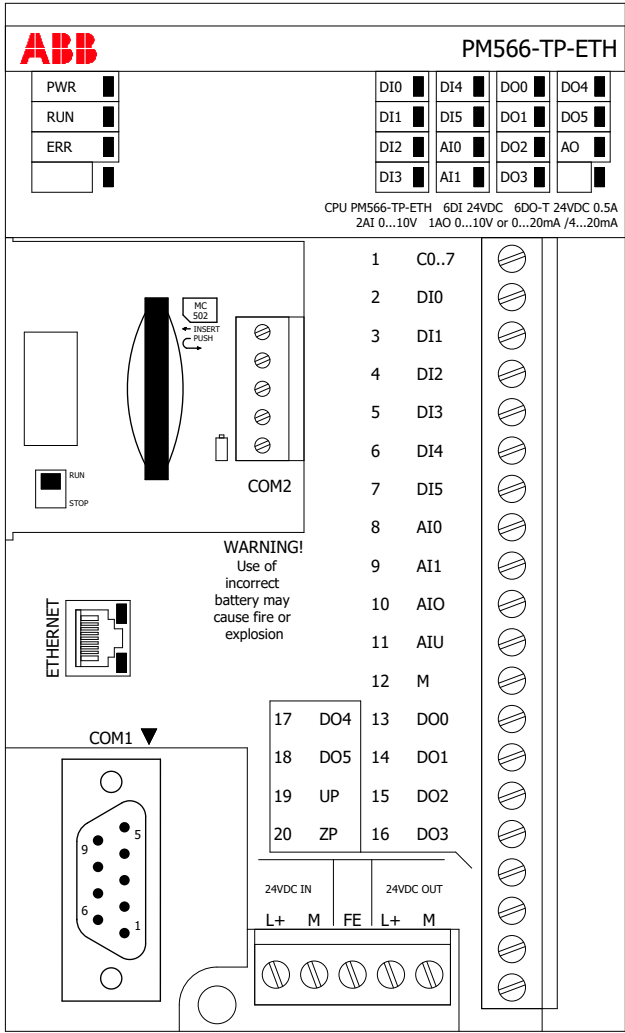 ABB PM566-TP-ETH
PWR DI0 DI4 DO0 DO4
RUN DI1 DI5 DO1 DO5
ERR DI2 AI0 DO2 AO
DI3 AI1 DO3
CPU PM566-TP-ETH 6DI 24VDC 6DO-T 24VDC 0.5A
2AI 0...10V 1AO 0...10V or 0...20mA /4...20mA
MC
502
INSERT
PUSH
RUN
STOP
COM2
WARNING!
Use of
incorrect
battery may
cause fire or
explosion
ETHERNET
1 C0..7
2 DI0
3 DI1
4 DI2
5 DI3
6 DI4
7 DI5
8 AI0
9 AI1
10 AIO
11 AIU
12 M
17 DO4 13 DO0
18 DO5 14 DO1
19 UP 15 DO2
20 ZP 16 DO3
COM1
5
9
6
1
24VDC IN 24VDC OUT
L+ M FE L+ M